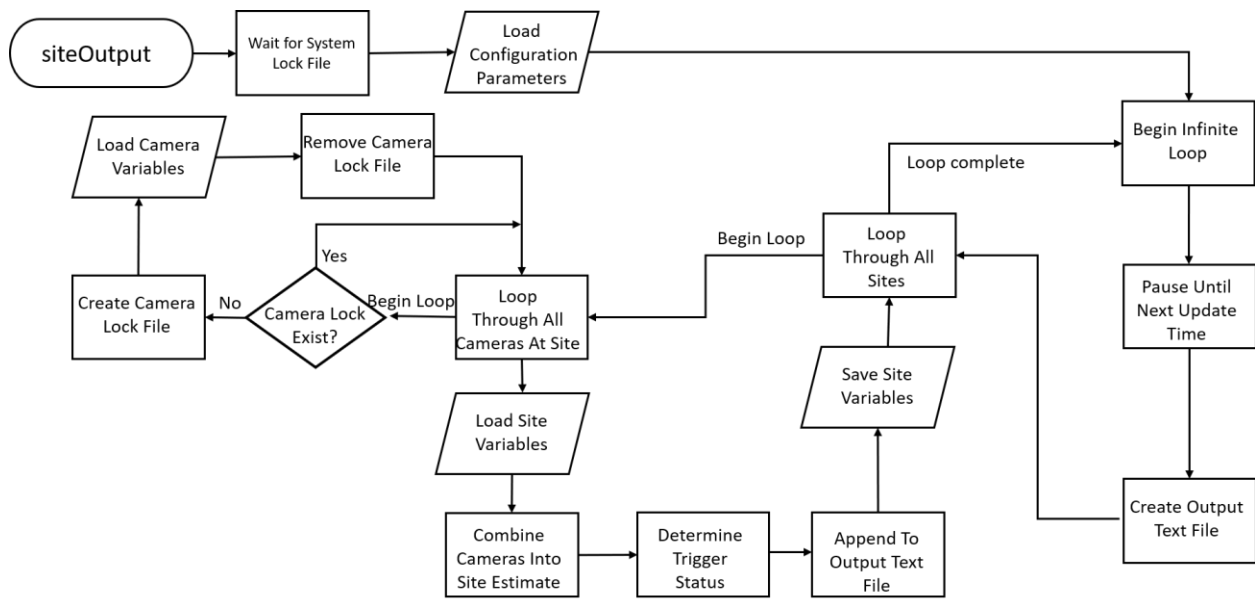 siteOutput
Wait for System
Lock File
Load
Configuration
Parameters
Load Camera
Variables
Remove Camera
Lock File
Begin Infinite
Loop
Loop complete
Begin Loop
Loop
Through All
Sites
Yes
No
Create Camera
Lock File
Camera Lock
Exist?
Begin Loop
Loop
Through All
Cameras At Site
Pause Until
Next Update
Time
Save Site
Variables
Load Site
Variables
Combine
Cameras Into
Site Estimate
Determine
Trigger
Status
Append To
Output Text
File
Create Output
Text File